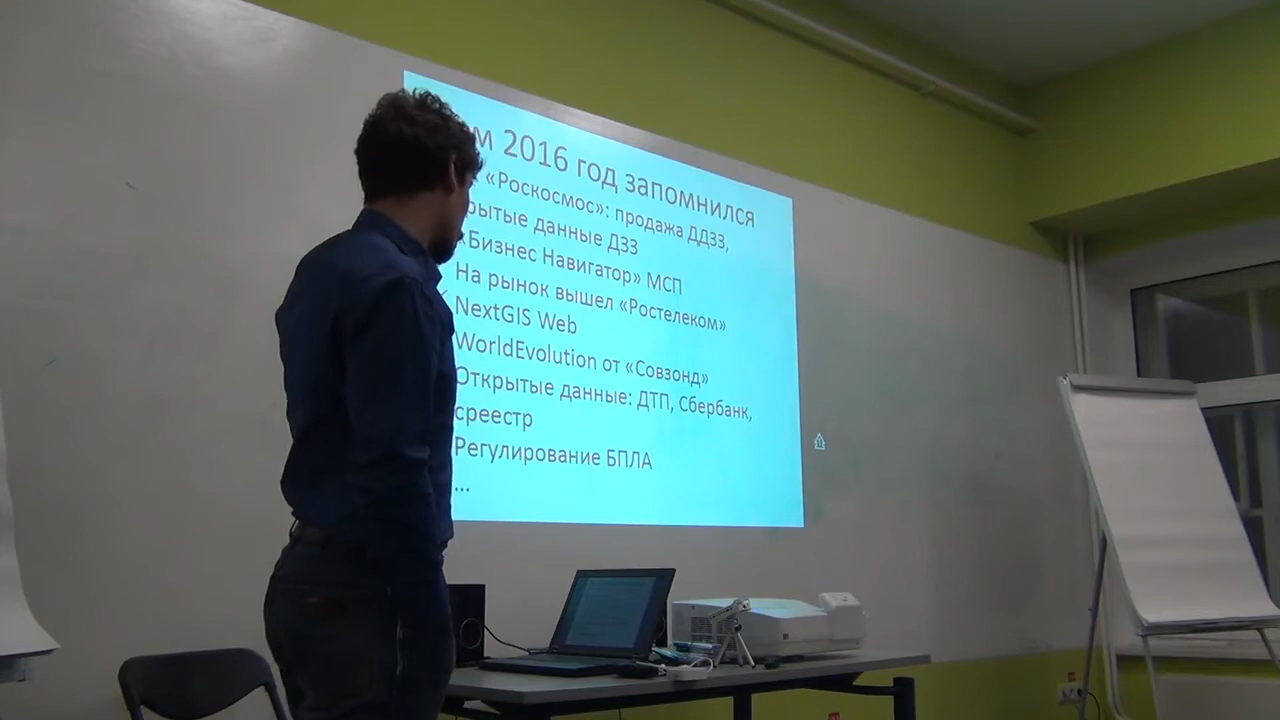 2016 год запомнился
«Роскосмос»: продажа ДДЗЗ,
данные ДЗЗ
«Бизнес Навигатор» МСП
На рынок вышел «Ростелеком»
NextGIS Web
WorldEvolution от «Совзонд»
Открытые данные: ДТП, Сбербанк,
среестр
Регулирование БПЛА
...